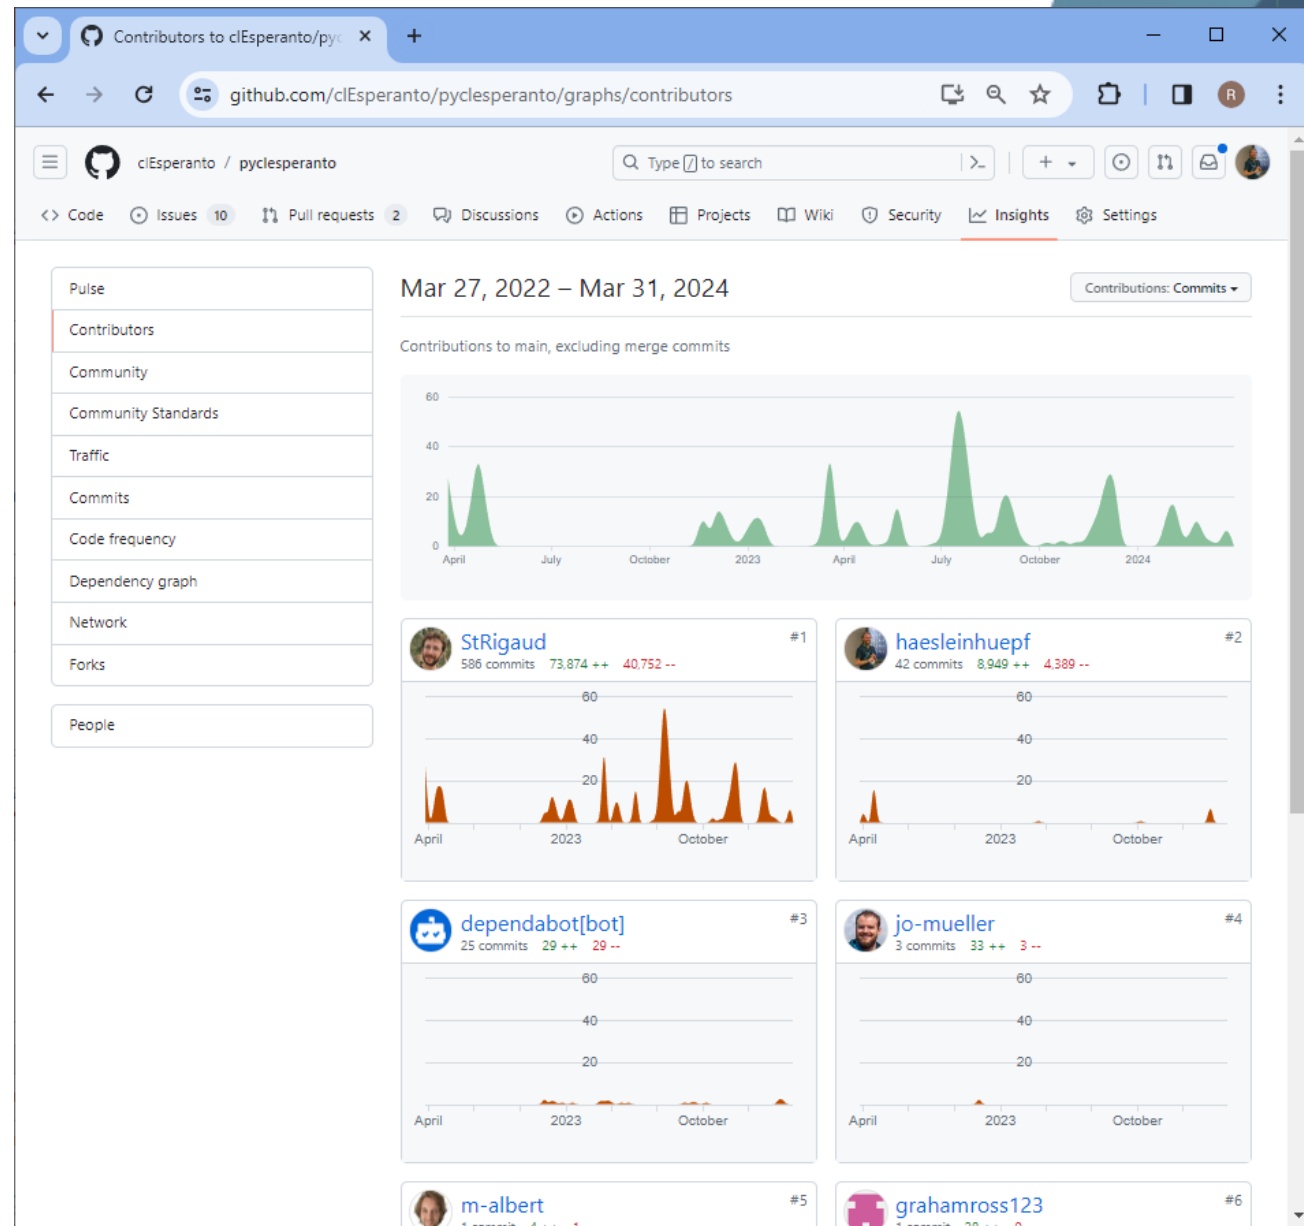 Contributors to clEsperanto/pyc
github.com/clEsperanto/pyclesperanto/graphs/contributors
R
clEsperanto / pyclesperanto
Type / to search
Code Issues 10 Pull requests 2 Discussions Actions Projects Wiki Security Insights Settings
Pulse
Contributors
Community
Community Standards
Traffic
Commits
Code frequency
Dependency graph
Network
Forks
People
Mar 27, 2022 – Mar 31, 2024
Contributions: Commits
Contributions to main, excluding merge commits
60
40
20
0
April July October 2023 April July October 2024
StRigaud #1
586 commits 73,874 ++ 40,752 --
60
40
20
April 2023 October
haesleinhuepf #2
42 commits 8,949 ++ 4,389 --
60
40
20
April 2023 October
dependabot[bot] #3
25 commits 29 ++ 29 --
60
40
20
April 2023 October
jo-mueller #4
3 commits 33 ++ 3 --
60
40
20
April 2023 October
m-albert #5
grahamross123 #6